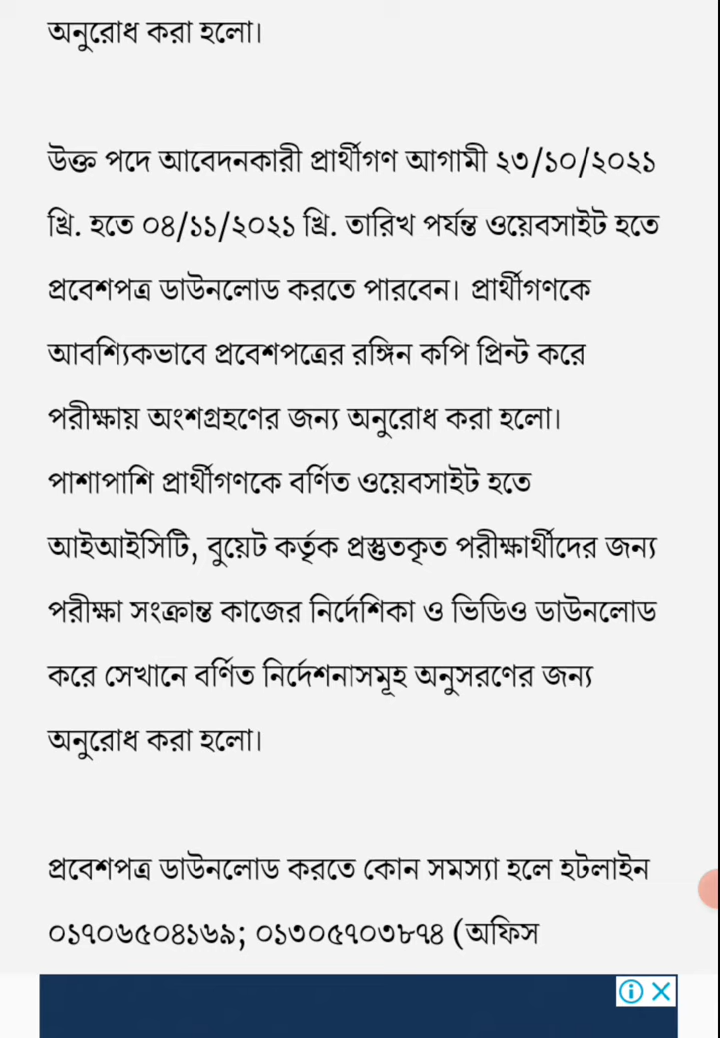 অনুরোধ করা হলো।
উক্ত পদে আবেদনকারী প্রার্থীগণ আগামী ২৩/১০/২০২১
খ্রি. হতে ০৪/১১/২০২১ খ্রি. তারিখ পর্যন্ত ওয়েবসাইট হতে
প্রবেশপত্র ডাউনলোড করতে পারবেন। প্রার্থীগণকে
আবশ্যিকভাবে প্রবেশপত্রের রঙ্গিন কপি প্রিন্ট করে
পরীক্ষায় অংশগ্রহণের জন্য অনুরোধ করা হলো।
পাশাপাশি প্রার্থীগণকে বর্ণিত ওয়েবসাইট হতে
আইআইসিটি, বুয়েট কর্তৃক প্রস্তুতকৃত পরীক্ষার্থীদের জন্য
পরীক্ষা সংক্রান্ত কাজের নির্দেশিকা ও ভিডিও ডাউনলোড
করে সেখানে বর্ণিত নির্দেশনাসমূহ অনুসরণের জন্য
অনুরোধ করা হলো।
প্রবেশপত্র ডাউনলোড করতে কোন সমস্যা হলে হটলাইন
০১৭০৬৫০৪১৬৯; ০১৩০৫৭০৩৮৭৪ (অফিস